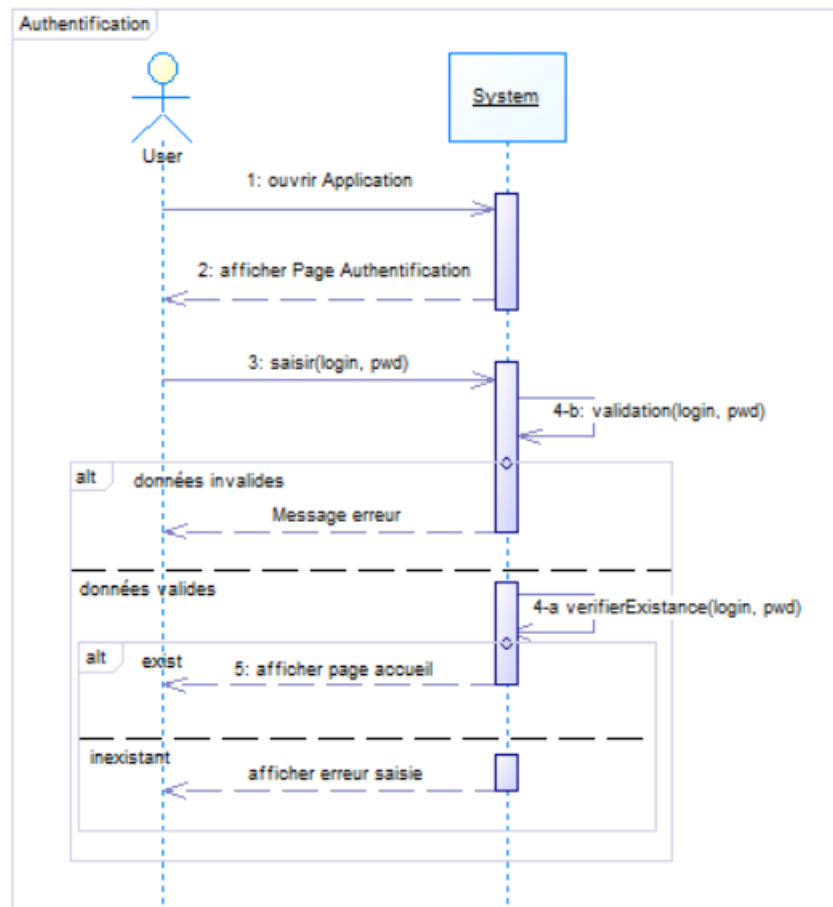 Authentification
System
User
1: ouvrir Application
2: afficher Page Authentification
3: saisir(login, pwd)
4-b: validation(login, pwd)
alt
données invalides
Message erreur
données valides
4-a verifierExistance(login, pwd)
alt
exist
5: afficher page accueil
inexistant
afficher erreur saisie